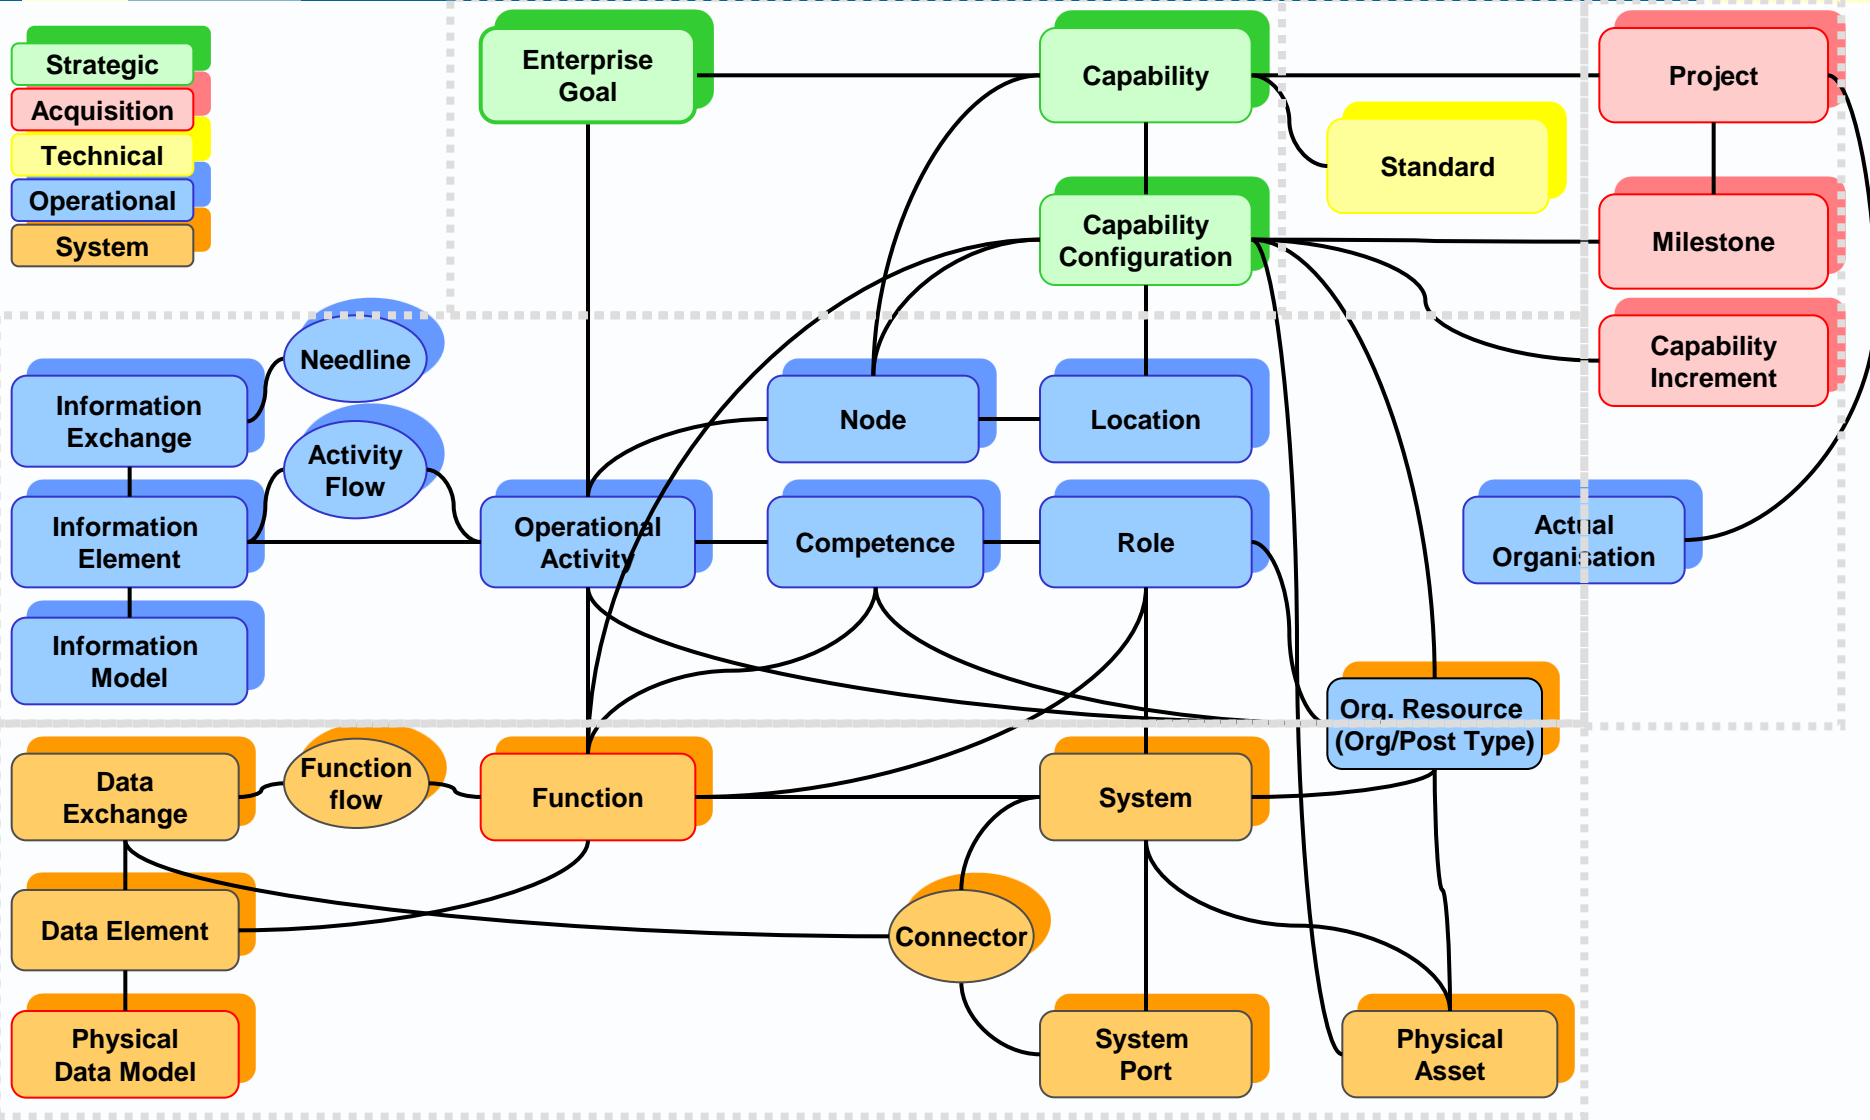 Strategic
Acquisition
Technical
Operational
System
Enterprise
Goal
Capability
Project
Standard
Capability
Configuration
Milestone
Capability
Increment
Needline
Information
Exchange
Node
Location
Activity
Flow
Information
Element
Operational
Activity
Competence
Role
Actual
Organisation
Information
Model
Org. Resource
(Org/Post Type)
Data
Exchange
Function
flow
Function
System
Data Element
Connector
Physical
Data Model
System
Port
Physical
Asset